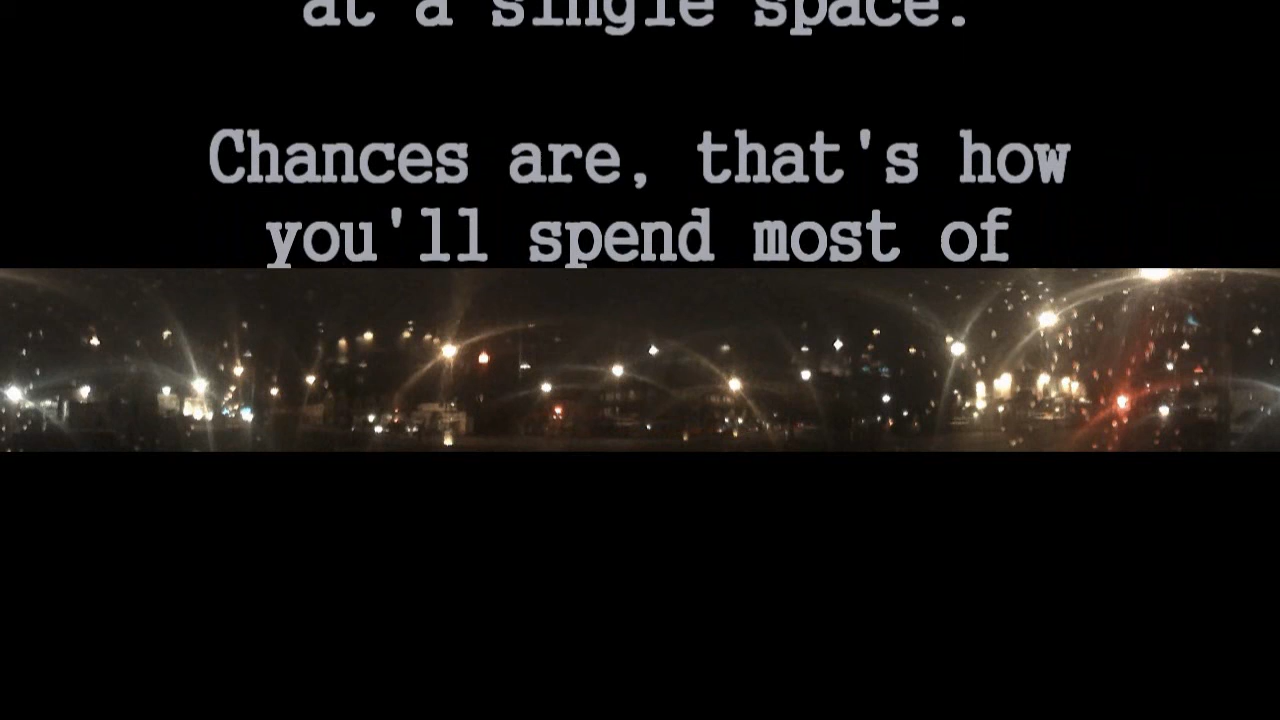 at a single space.
Chances are, that's how
you'll spend most of